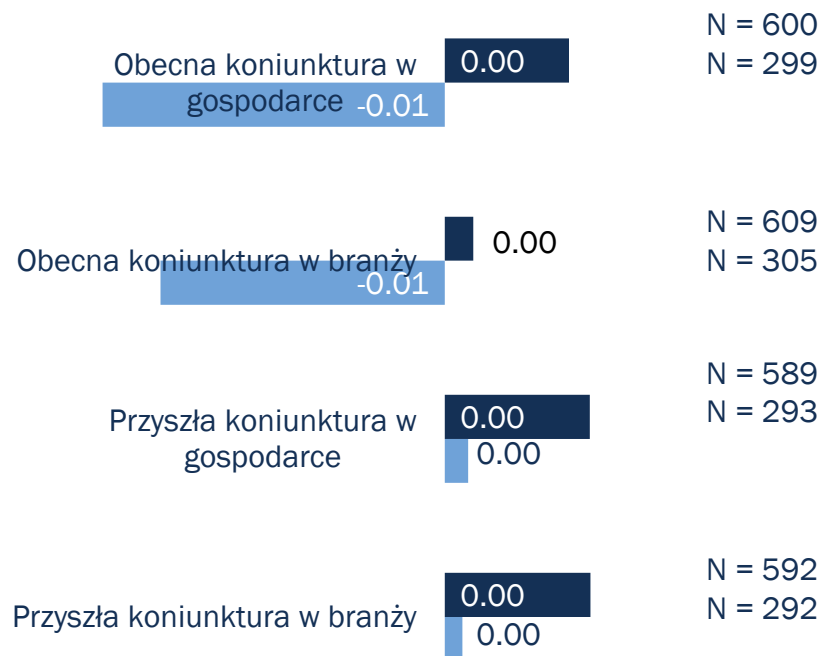 N = 600
Obecna koniunktura w 0.00 N = 299
gospodarce -0.01
N = 609
0.00
Obecna koniunktura w branży N = 305
-0.01
N = 589
Przyszła koniunktura w 0.00 N = 293
gospodarce 0.00
N = 592
0.00
Przyszła koniunktura w branży N = 292
0.00